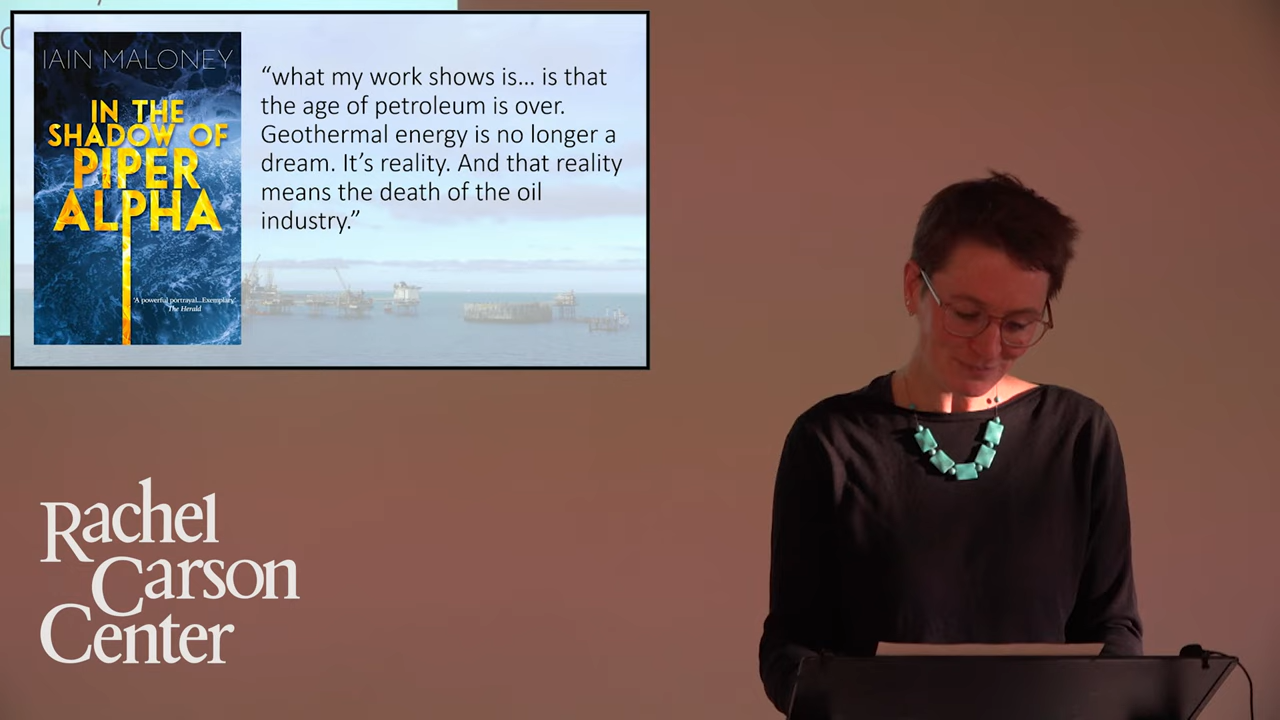 IAIN MALONEY
IN THE
SHADOW OF
PIPER
ALPHA
'A powerful portrayal...Exemplary.'
The Herald
“what my work shows is... is that
the age of petroleum is over.
Geothermal energy is no longer a
dream. It’s reality. And that reality
means the death of the oil
industry.”
Rachel
Carson
Center